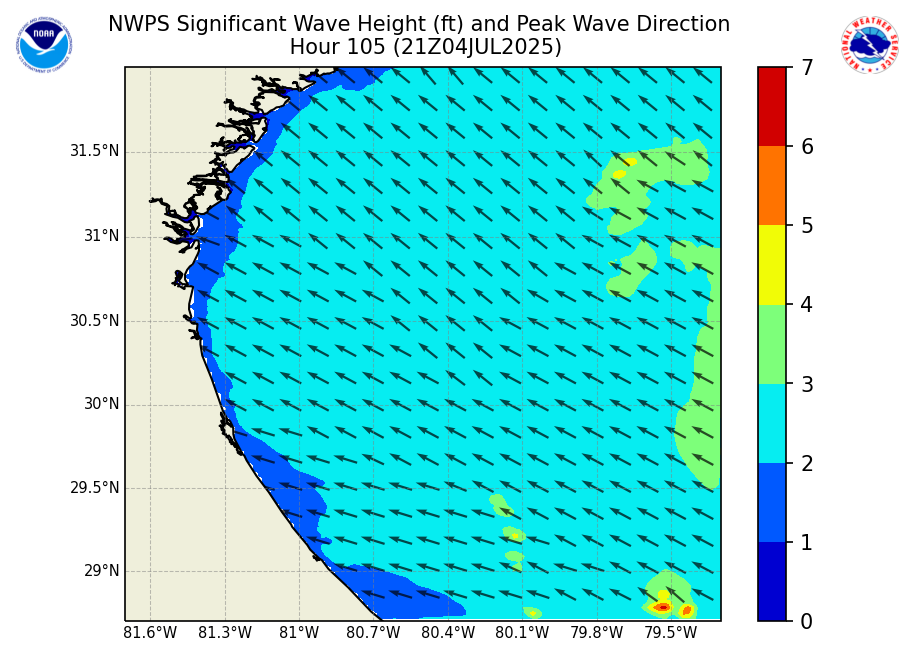 NWPS Significant Wave Height (ft) and Peak Wave Direction
Hour 105 (21Z04JUL2025)
NOAA
NATIONAL WEATHER SERVICE
31.5°N
31°N
30.5°N
30°N
29.5°N
29°N
81.6°W 81.3°W 81°W 80.7°W 80.4°W 80.1°W 79.8°W 79.5°W
7
6
5
4
3
2
1
0